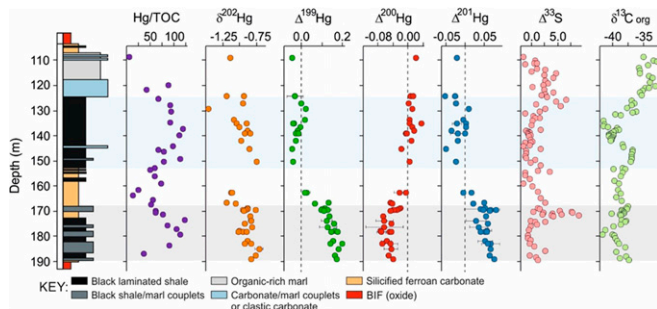 Hg/TOC δ²⁰²Hg Δ¹⁹⁹Hg Δ²⁰⁰Hg Δ²⁰¹Hg Δ³³S δ¹³C org
50 100 -1.25 -0.75 0.0 0.2 -0.08 0.00 -0.05 0.05 0.0 5.0 -40 -35
Depth (m)
110
120
130
140
150
160
170
180
190
KEY:
Black laminated shale
Organic-rich marl
Silicified ferroan carbonate
Black shale/marl couplets
Carbonate/marl couplets
or clastic carbonate
BIF (oxide)